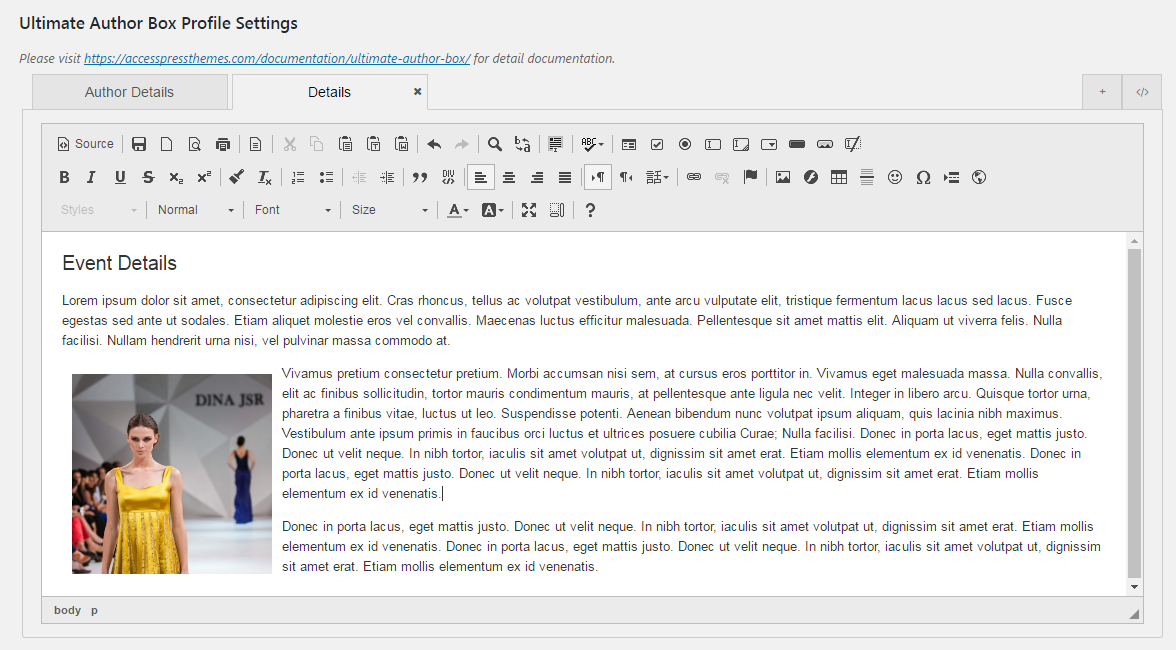 Ultimate Author Box Profile Settings
Please visit https://accesspressthemes.com/documentation/ultimate-author-box/ for detail documentation.
Author Details
Details
Source
Styles
Normal
Font
Size
Event Details
Lorem ipsum dolor sit amet, consectetur adipiscing elit. Cras rhoncus, tellus ac volutpat vestibulum, ante arcu vulputate elit, tristique fermentum lacus lacus sed lacus. Fusce
egestas sed ante ut sodales. Etiam aliquet molestie eros vel convallis. Maecenas luctus efficitur malesuada. Pellentesque sit amet mattis elit. Aliquam ut viverra felis. Nulla
facilisi. Nullam hendrerit urna nisi, vel pulvinar massa commodo at.
DINA JSR
Vivamus pretium consectetur pretium. Morbi accumsan nisi sem, at cursus eros porttitor in. Vivamus eget malesuada massa. Nulla convallis,
elit ac finibus sollicitudin, tortor mauris condimentum mauris, at pellentesque ante ligula nec velit. Integer in libero arcu. Quisque tortor urna,
pharetra a finibus vitae, luctus ut leo. Suspendisse potenti. Aenean bibendum nunc volutpat ipsum aliquam, quis lacinia nibh maximus.
Vestibulum ante ipsum primis in faucibus orci luctus et ultrices posuere cubilia Curae; Nulla facilisi. Donec in porta lacus, eget mattis justo.
Donec ut velit neque. In nibh tortor, iaculis sit amet volutpat ut, dignissim sit amet erat. Etiam mollis elementum ex id venenatis. Donec in
porta lacus, eget mattis justo. Donec ut velit neque. In nibh tortor, iaculis sit amet volutpat ut, dignissim sit amet erat. Etiam mollis
elementum ex id venenatis.
Donec in porta lacus, eget mattis justo. Donec ut velit neque. In nibh tortor, iaculis sit amet volutpat ut, dignissim sit amet erat. Etiam mollis
elementum ex id venenatis. Donec in porta lacus, eget mattis justo. Donec ut velit neque. In nibh tortor, iaculis sit amet volutpat ut, dignissim
sit amet erat. Etiam mollis elementum ex id venenatis.
body p